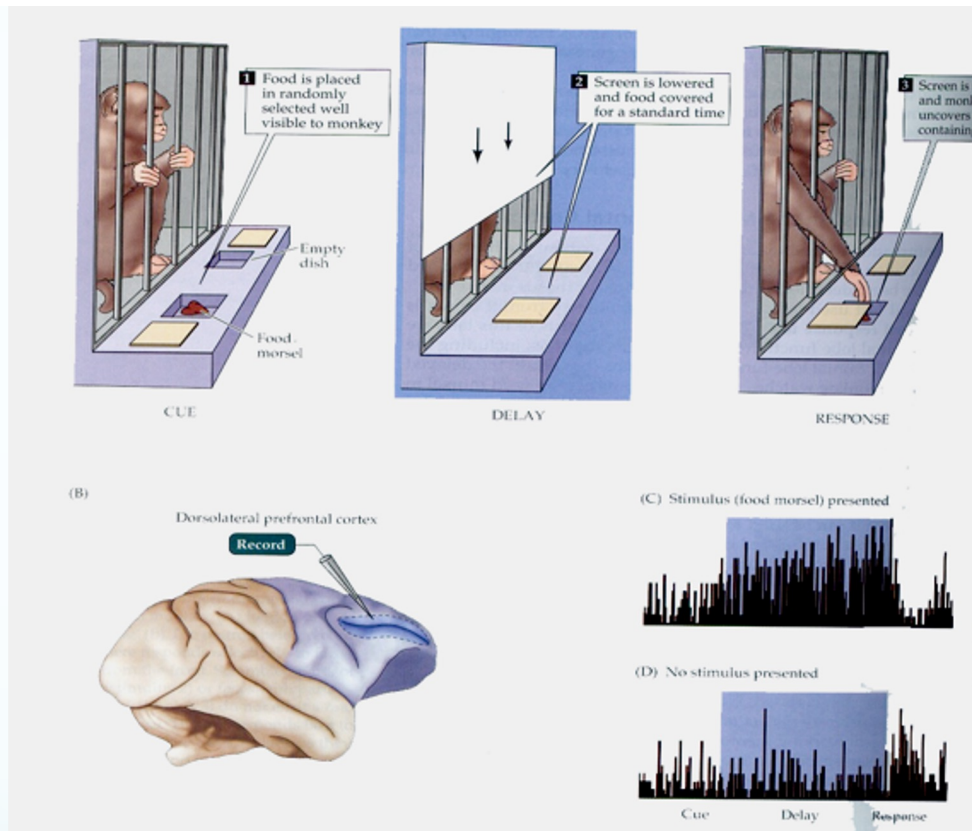 1 Food is placed
in randomly
selected well
visible to monkey
Empty
dish
Food
morsel
CUE
2 Screen is lowered
and food covered
for a standard time
DELAY
3 Screen is
and
uncovers
containing
RESPONSE
(B)
Dorsolateral prefrontal cortex
Record
(C) Stimulus (food morsel) presented
(D) No stimulus presented
Cue Delay Response